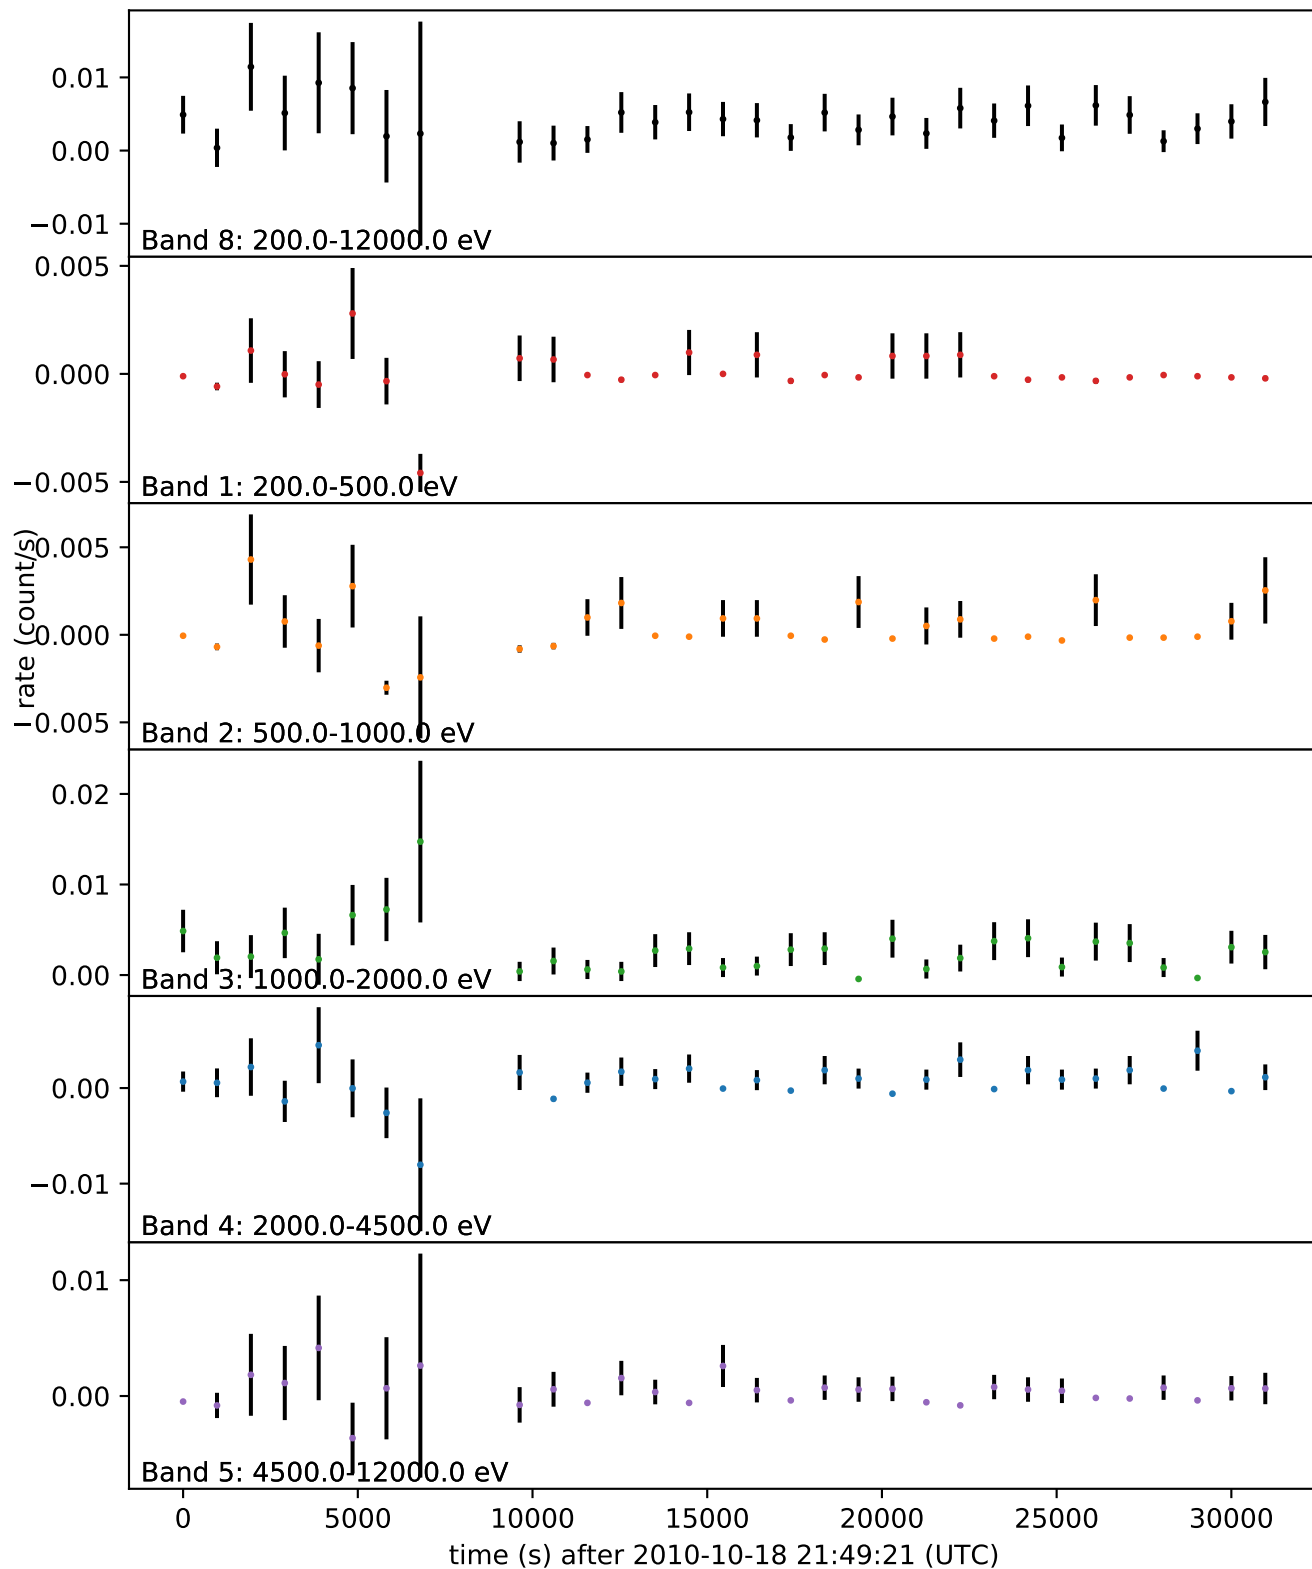 0.01
0.00
−0.01
Band 8: 200.0-12000.0 eV
0.005
0.000
−0.005
Band 1: 200.0-500.0 eV
rate (count/s)
0.005
0.000
−0.005
Band 2: 500.0-1000.0 eV
0.02
0.01
0.00
Band 3: 1000.0-2000.0 eV
0.00
−0.01
Band 4: 2000.0-4500.0 eV
0.01
0.00
Band 5: 4500.0-12000.0 eV
0 5000 10000 15000 20000 25000 30000
time (s) after 2010-10-18 21:49:21 (UTC)